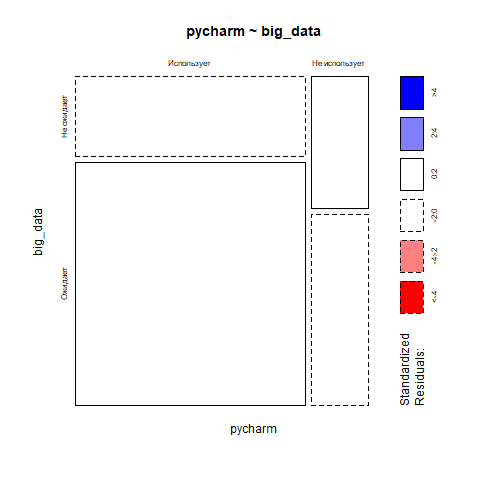 pycharm ~ big_data
Использует
Не использует
Не ожидает
Ожидает
big_data
pycharm
Standardized
Residuals:
<-4
-4:-2
-2:0
0:2
2:4
>4